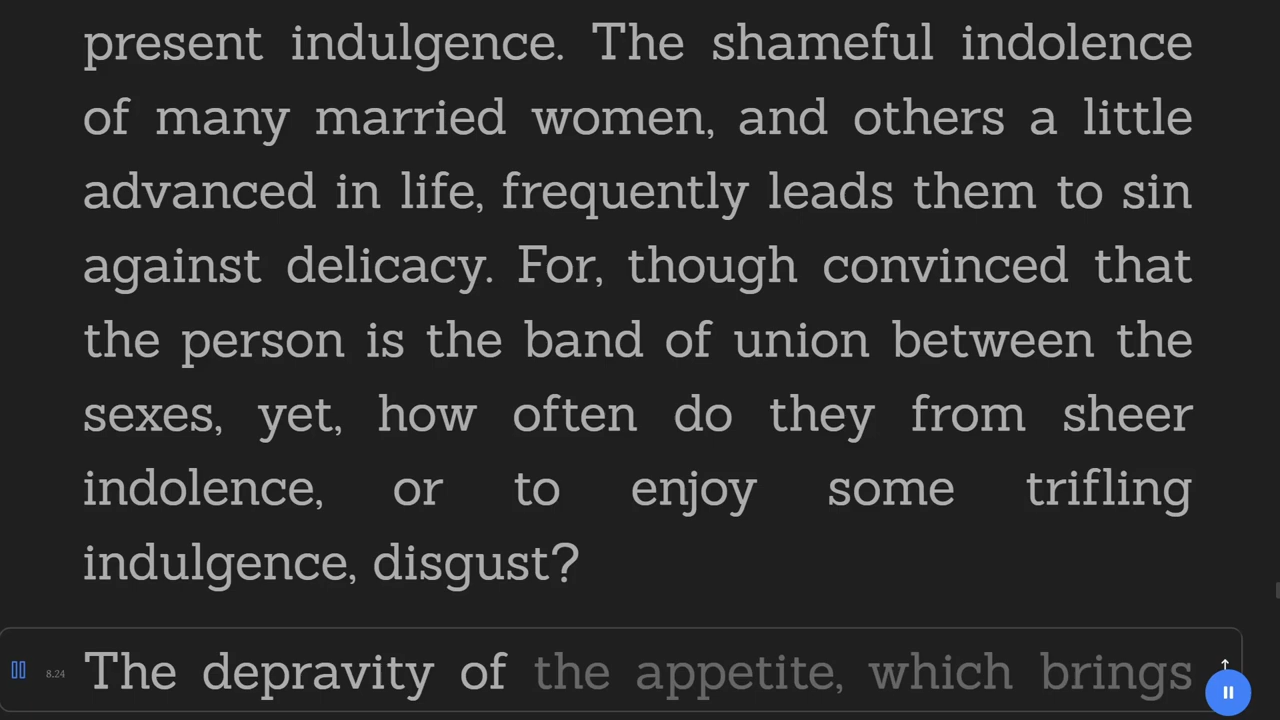 present indulgence. The shameful indolence
of many married women, and others a little
advanced in life, frequently leads them to sin
against delicacy. For, though convinced that
the person is the band of union between the
sexes, yet, how often do they from sheer
indolence, or to enjoy some trifling
indulgence, disgust?
8.24 The depravity of the appetite, which brings